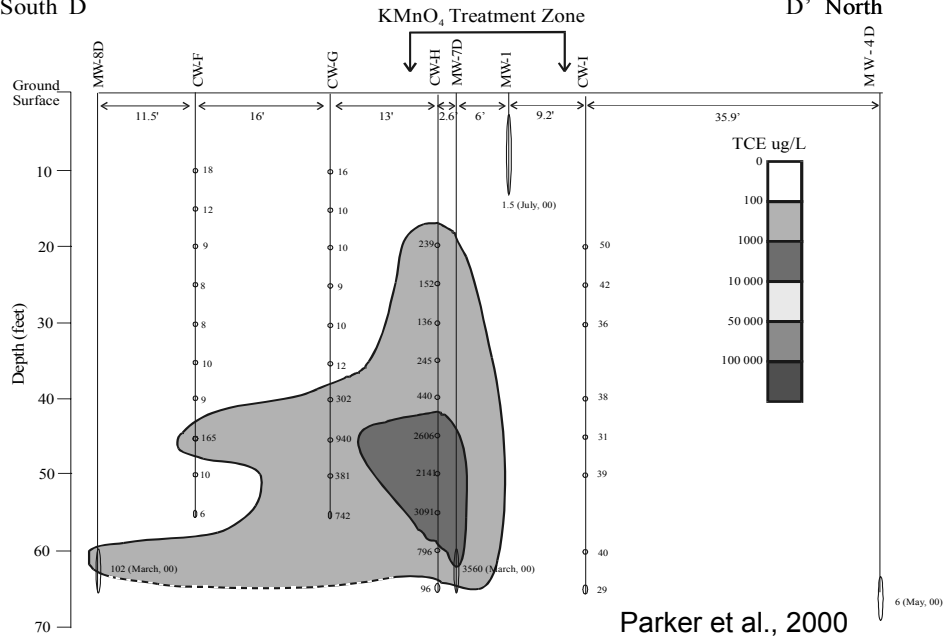 South D
KMnO₄ Treatment Zone
D' North
MW-8D
CW-F
CW-G
CW-H
MW-7D
MW-1
CW-I
MW-4D
Ground
Surface
11.5'
16'
13'
2.6'
6'
9.2'
35.9'
TCE ug/L
0
100
1000
10 000
50 000
100 000
Depth (feet)
10
20
30
40
50
60
70
18
12
9
8
8
10
9
165
10
6
16
10
10
9
10
12
302
940
381
742
239
152
136
245
440
2606
2141
3091
796
96
1.5 (July, 00)
50
42
36
38
31
39
40
29
102 (March, 00)
3560 (March, 00)
6 (May, 00)
Parker et al., 2000